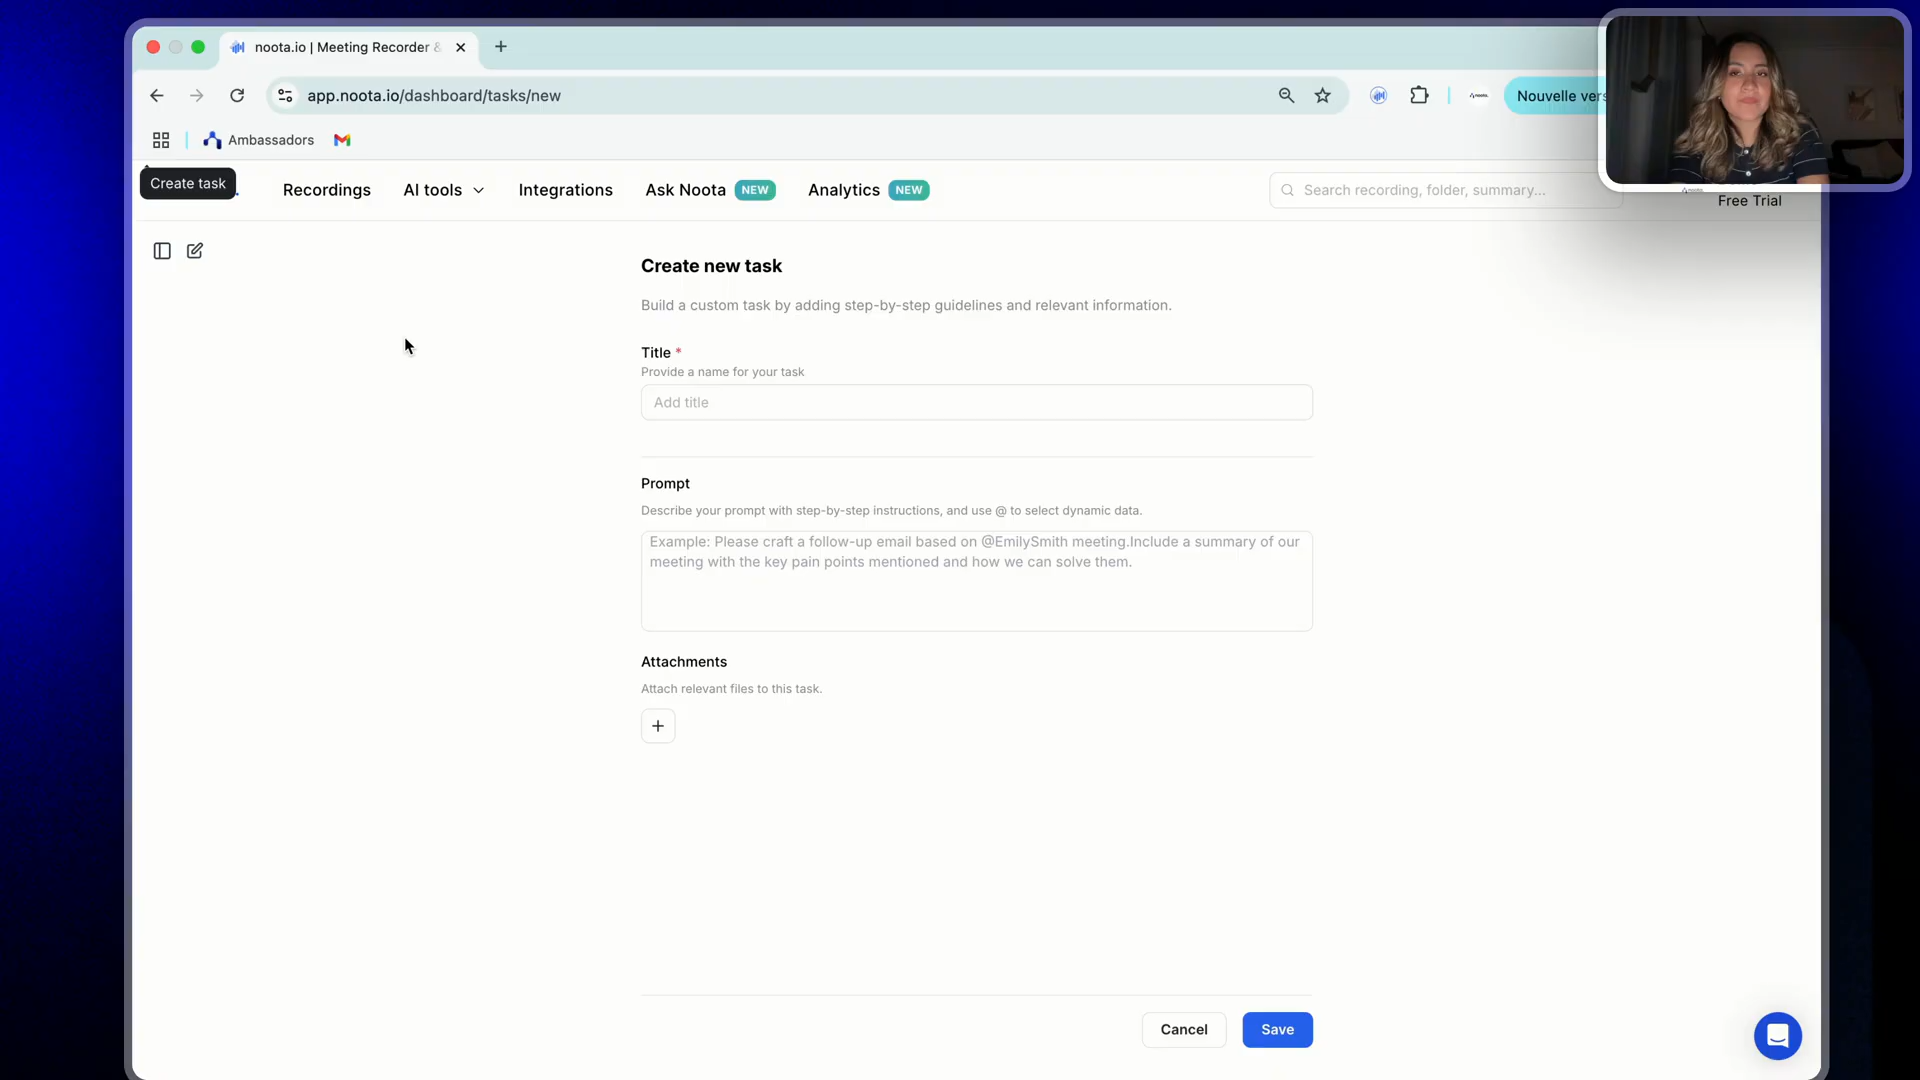 noota.io | Meeting Recorder &
app.noota.io/dashboard/tasks/new
Nouvelle vers
Ambassadors
Create task
Recordings
AI tools
Integrations
Ask Noota NEW
Analytics NEW
Search recording, folder, summary...
Free Trial
Create new task
Build a custom task by adding step-by-step guidelines and relevant information.
Title *
Provide a name for your task
Add title
Prompt
Describe your prompt with step-by-step instructions, and use @ to select dynamic data.
Example: Please craft a follow-up email based on @EmilySmith meeting.Include a summary of our
meeting with the key pain points mentioned and how we can solve them.
Attachments
Attach relevant files to this task.
Cancel
Save